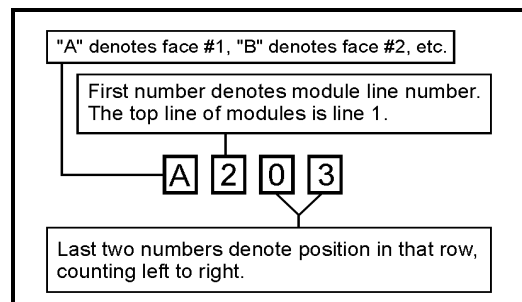 "A" denotes face #1, "B" denotes face #2, etc.
First number denotes module line number.
The top line of modules is line 1.
A 2 0 3
Last two numbers denote position in that row,
counting left to right.